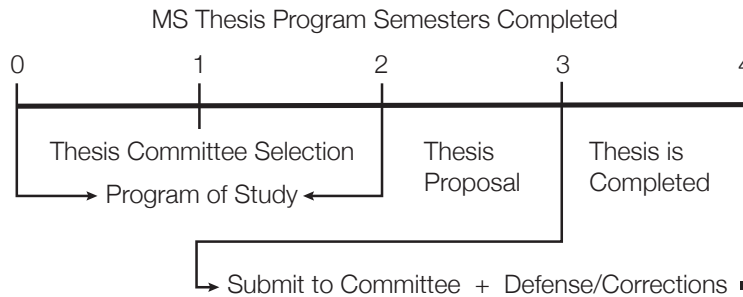 MS Thesis Program Semesters Completed
0 1 2 3 4
Thesis Committee Selection
Program of Study
Thesis
Proposal
Thesis is
Completed
Submit to Committee + Defense/Corrections